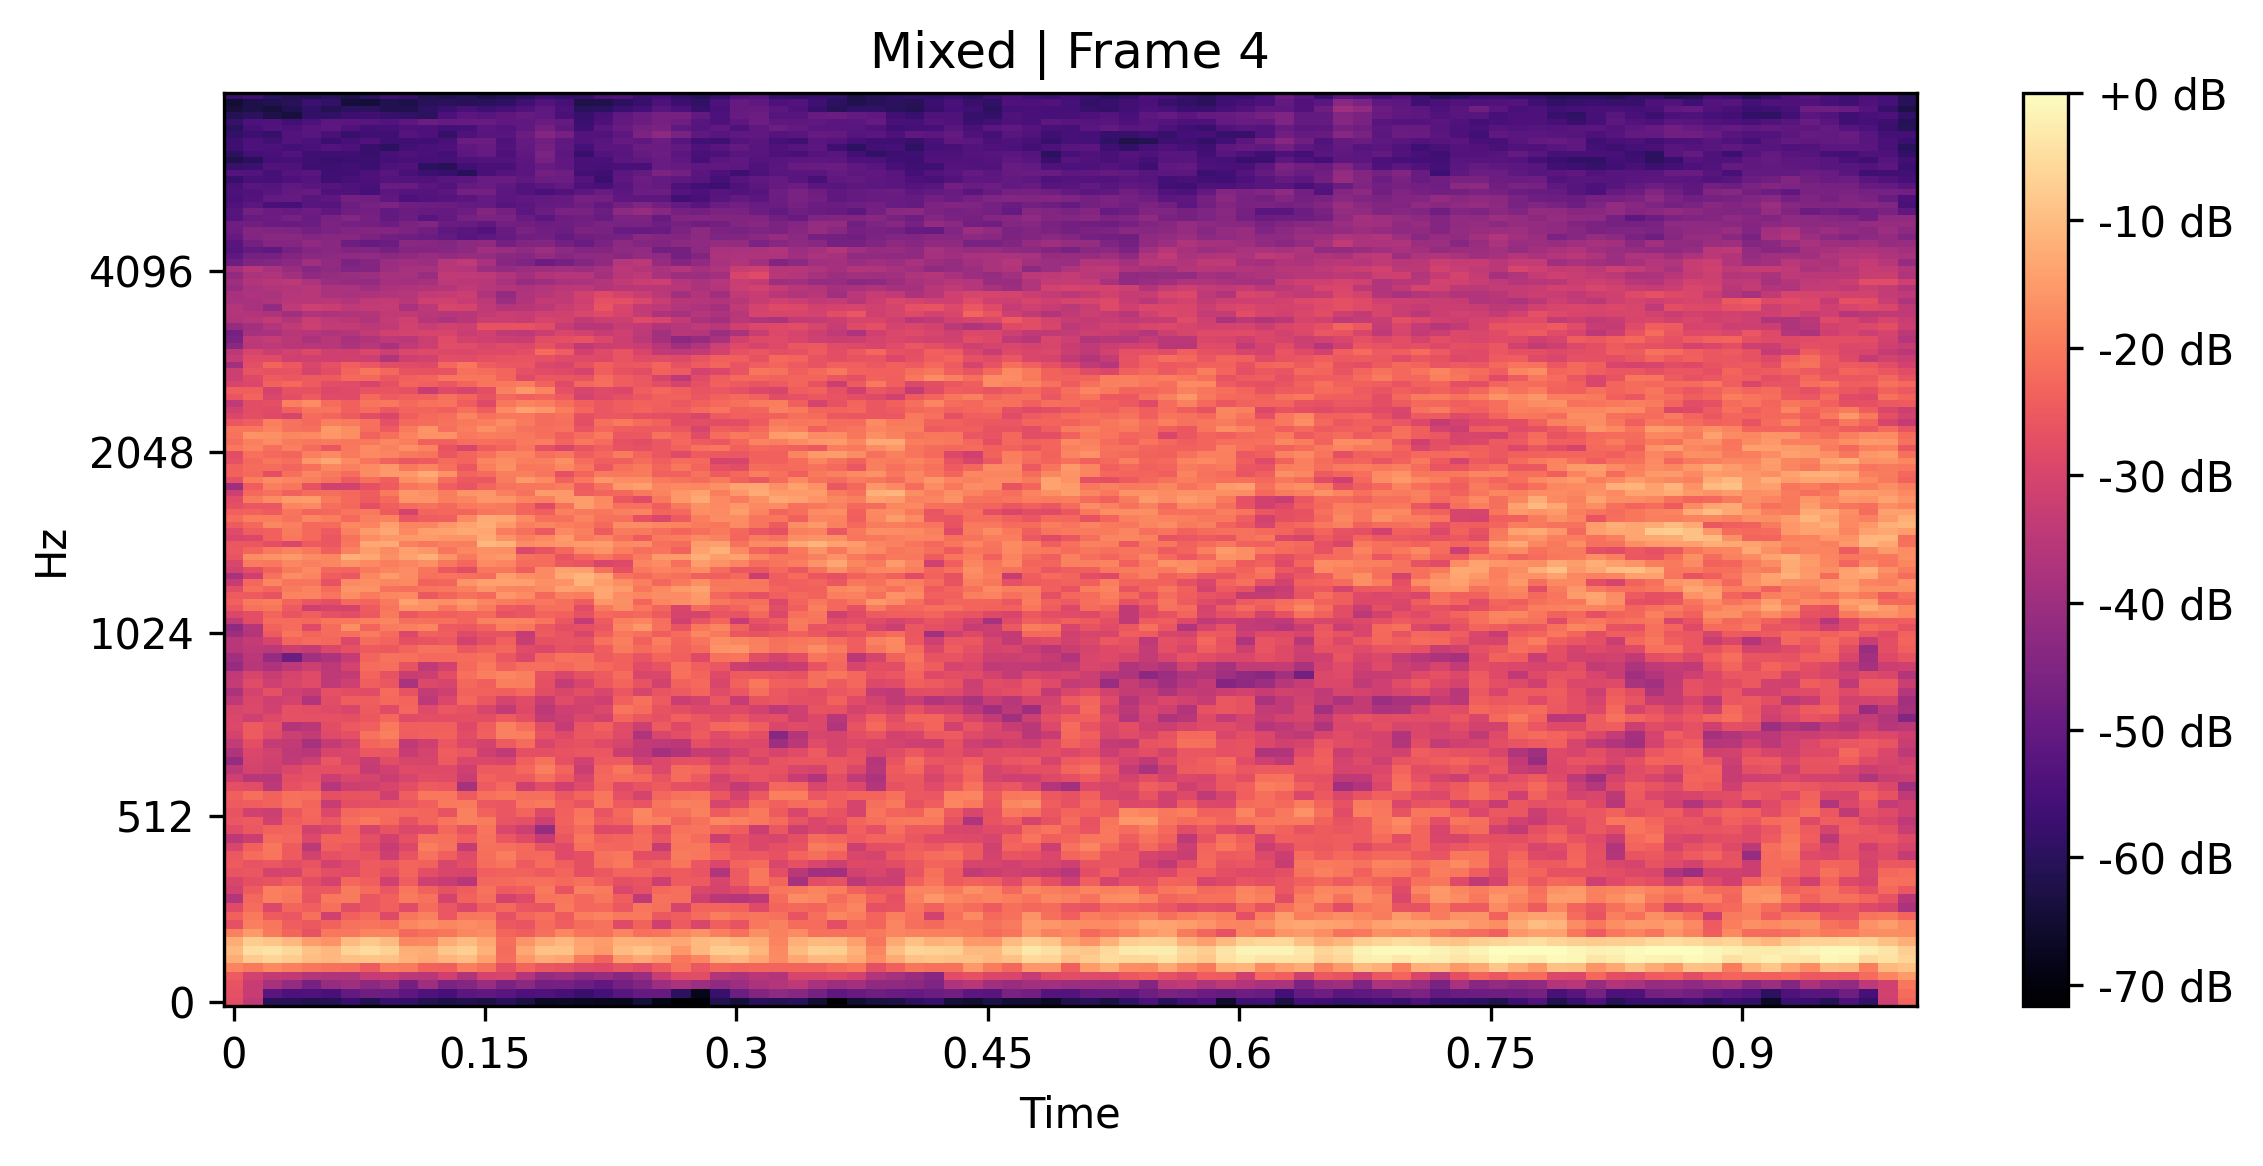 Mixed | Frame 4
Hz
4096
2048
1024
512
0
0 0.15 0.3 0.45 0.6 0.75 0.9
Time
+0 dB
-10 dB
-20 dB
-30 dB
-40 dB
-50 dB
-60 dB
-70 dB